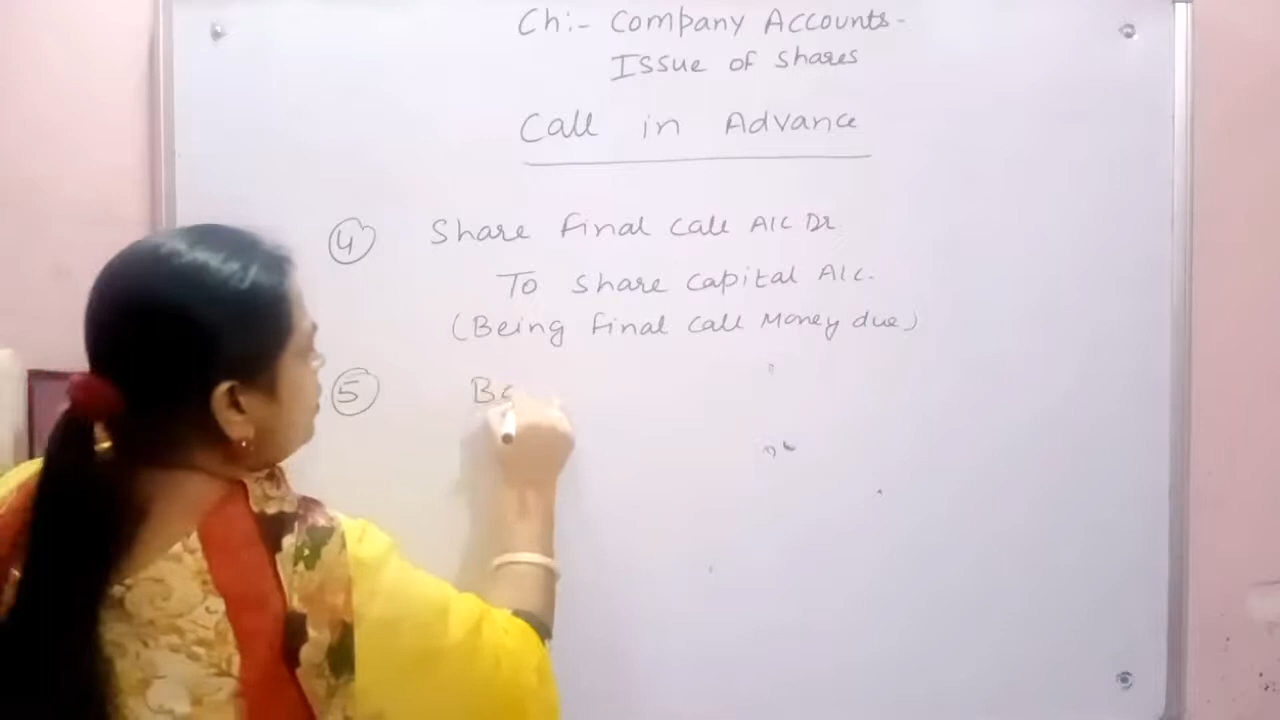 Ch:- Company Accounts-
Issue of Shares
Call in Advance
④ Share Final Call A/C Dr.
To Share Capital A/c.
(Being Final Call Money due)
⑤